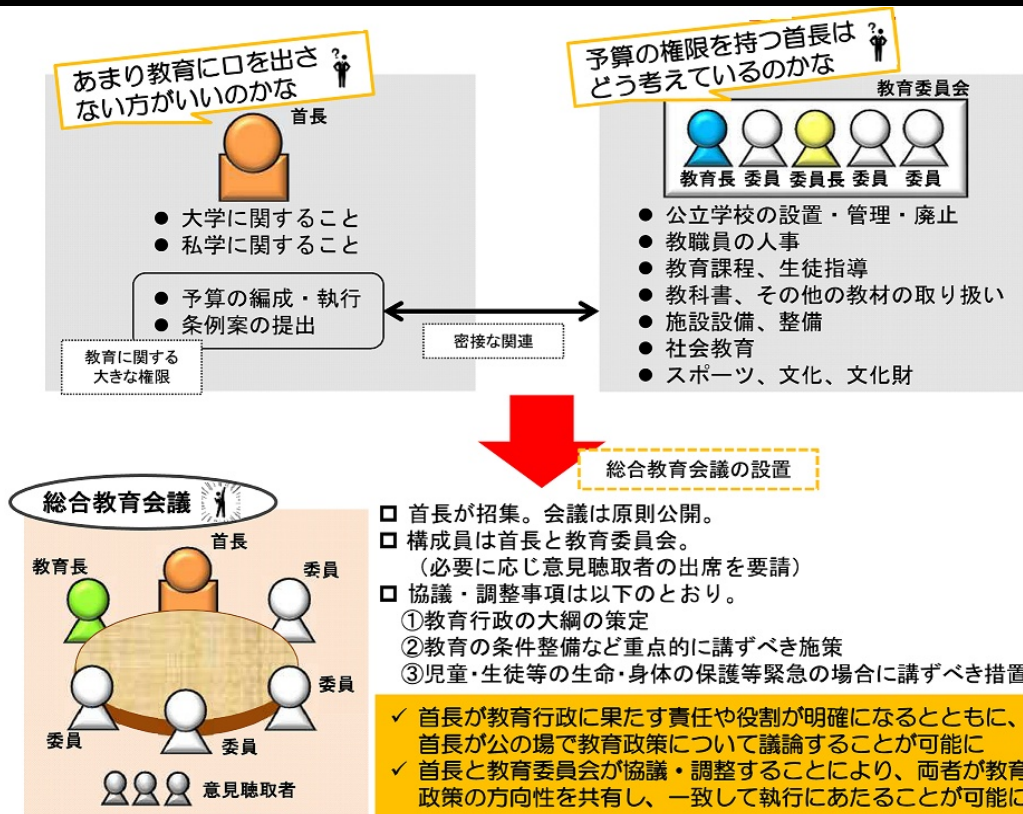 あまり教育に口を出さ
ない方がいいのかな
首長
● 大学に関すること
● 私学に関すること
● 予算の編成・執行
● 条例案の提出
教育に関する
大きな権限
密接な関連
予算の権限を持つ首長は
どう考えているのかな
教育委員会
教育長 委員 委員長 委員 委員
● 公立学校の設置・管理・廃止
● 教職員の人事
● 教育課程、生徒指導
● 教科書、その他の教材の取り扱い
● 施設設備、整備
● 社会教育
● スポーツ、文化、文化財
総合教育会議の設置
総合教育会議
首長
教育長
委員
委員
委員
委員
意見聴取者
□ 首長が招集。会議は原則公開。
□ 構成員は首長と教育委員会。
（必要に応じ意見聴取者の出席を要請）
□ 協議・調整事項は以下のとおり。
①教育行政の大綱の策定
②教育の条件整備など重点的に講ずべき施策
③児童・生徒等の生命・身体の保護等緊急の場合に講ずべき措置
✓ 首長が教育行政に果たす責任や役割が明確になるとともに、
首長が公の場で教育政策について議論することが可能に
✓ 首長と教育委員会が協議・調整することにより、両者が教育
政策の方向性を共有し、一致して執行にあたることが可能に